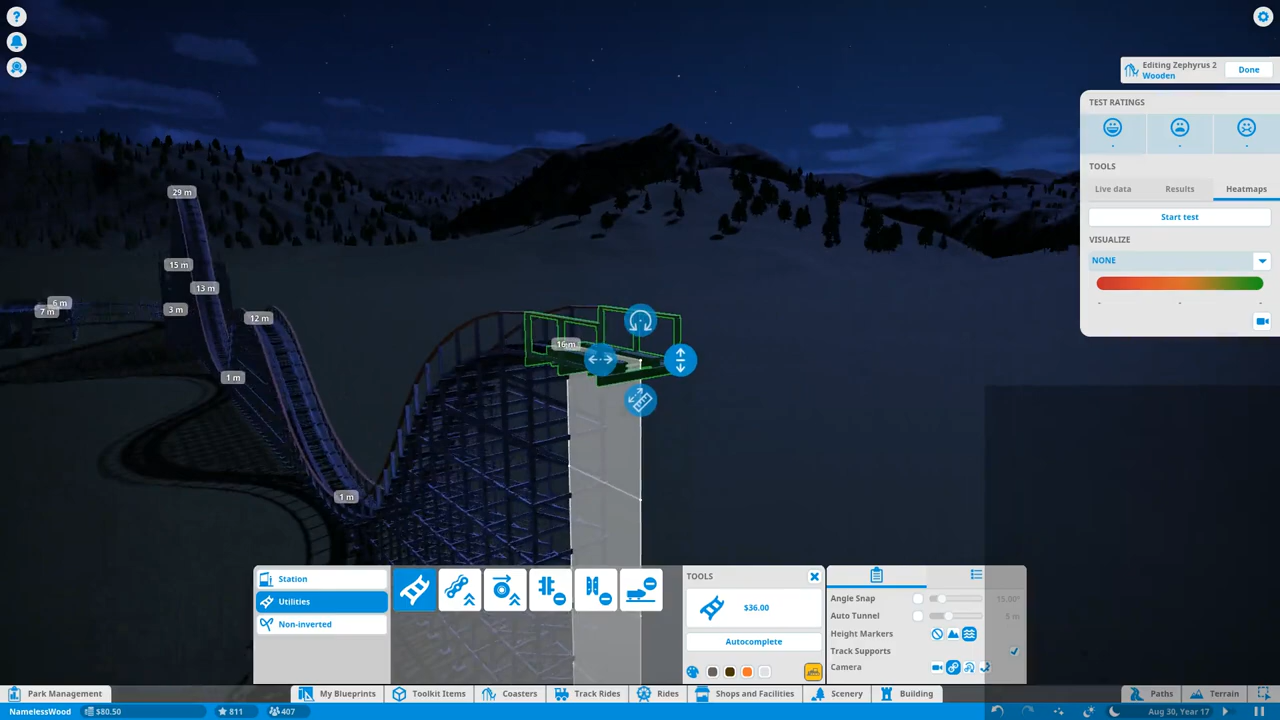 ?
Editing Zephyrus 2
Wooden
Done
TEST RATINGS
-
-
-
TOOLS
Live data
Results
Heatmaps
Start test
VISUALIZE
NONE
-
-
-
29 m
15 m
13 m
6 m
7 m
3 m
12 m
16 m
1 m
1 m
Station
Utilities
Non-inverted
TOOLS
$36.00
Autocomplete
Angle Snap
15.00°
Auto Tunnel
5 m
Height Markers
Track Supports
Camera
Park Management
My Blueprints
Toolkit Items
Coasters
Track Rides
Rides
Shops and Facilities
Scenery
Building
Paths
Terrain
NamelessWood
$80.50
811
407
Aug 30, Year 17